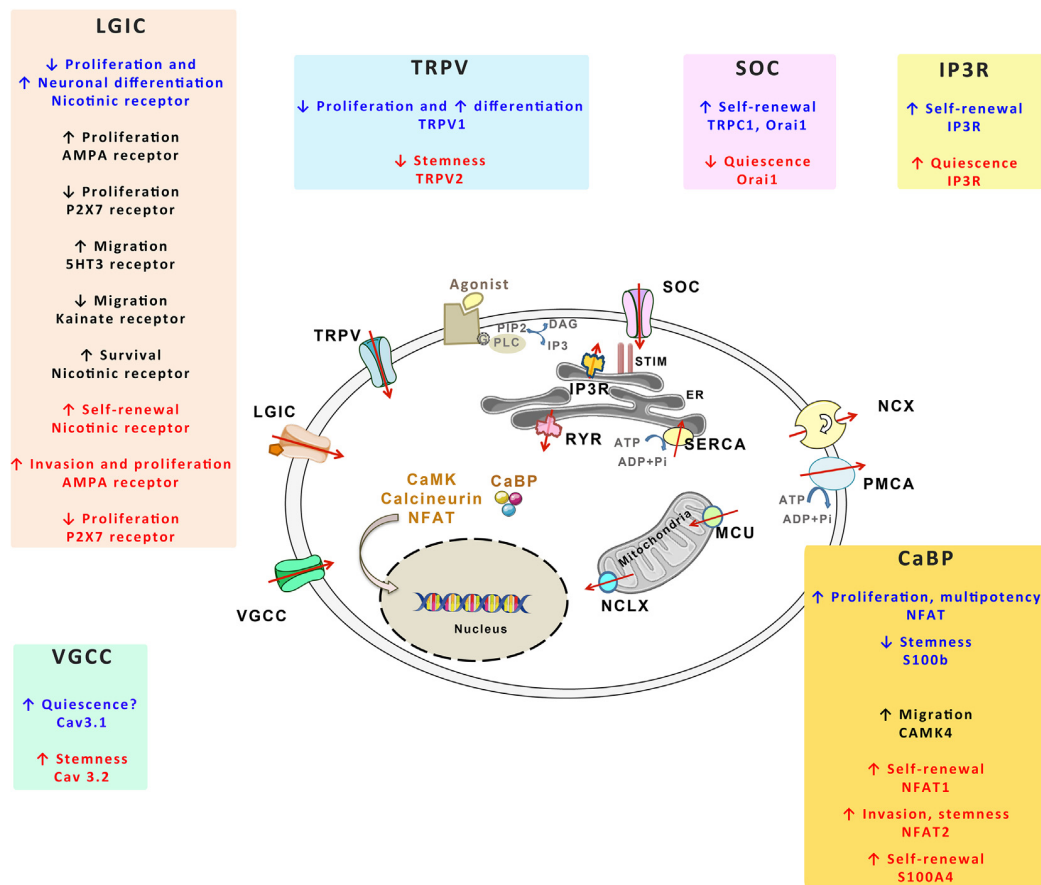 LGIC
↓ Proliferation and
↑ Neuronal differentiation
Nicotinic receptor
↑ Proliferation
AMPA receptor
↓ Proliferation
P2X7 receptor
↑ Migration
5HT3 receptor
↓ Migration
Kainate receptor
↑ Survival
Nicotinic receptor
↑ Self-renewal
Nicotinic receptor
↑ Invasion and proliferation
AMPA receptor
↓ Proliferation
P2X7 receptor
TRPV
↓ Proliferation and ↑ differentiation
TRPV1
↓ Stemness
TRPV2
SOC
↑ Self-renewal
TRPC1, Orai1
↓ Quiescence
Orai1
IP3R
↑ Self-renewal
IP3R
↑ Quiescence
IP3R
Agonist
SOC
TRPV
PIP2
DAG
G
PLC
IP3
STIM
IP3R
ER
LGIC
RYR
ATP
SERCA
ADP+Pi
NCX
PMCA
ATP
ADP+Pi
CaMK
Calcineurin
NFAT
CaBP
Mitochondria
MCU
NCLX
VGCC
Nucleus
VGCC
↑ Quiescence?
Cav3.1
↑ Stemness
Cav 3.2
CaBP
↑ Proliferation, multipotency
NFAT
↓ Stemness
S100b
↑ Migration
CAMK4
↑ Self-renewal
NFAT1
↑ Invasion, stemness
NFAT2
↑ Self-renewal
S100A4